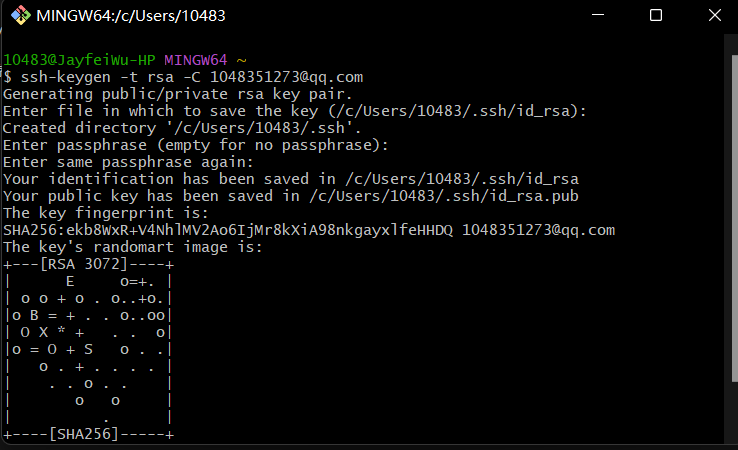 MINGW64:/c/Users/10483
10483@JayfeiWu-HP MINGW64 ~
$ ssh-keygen -t rsa -C 1048351273@qq.com
Generating public/private rsa key pair.
Enter file in which to save the key (/c/Users/10483/.ssh/id_rsa):
Created directory '/c/Users/10483/.ssh'.
Enter passphrase (empty for no passphrase):
Enter same passphrase again:
Your identification has been saved in /c/Users/10483/.ssh/id_rsa
Your public key has been saved in /c/Users/10483/.ssh/id_rsa.pub
The key fingerprint is:
SHA256:ekb8WxR+V4NhlMV2Ao6IjMr8kXiA98nkgayxlfeHHDQ 1048351273@qq.com
The key's randomart image is:
+---[RSA 3072]----+
|      E     o=+. |
| o o + o . o..+o.|
|o B = + . . o..oo|
| O X * +   . .  o|
|o = O + S   o . .|
|   o . + . . . . |
|    . . o . .    |
|       o   o     |
|          .      |
+----[SHA256]-----+